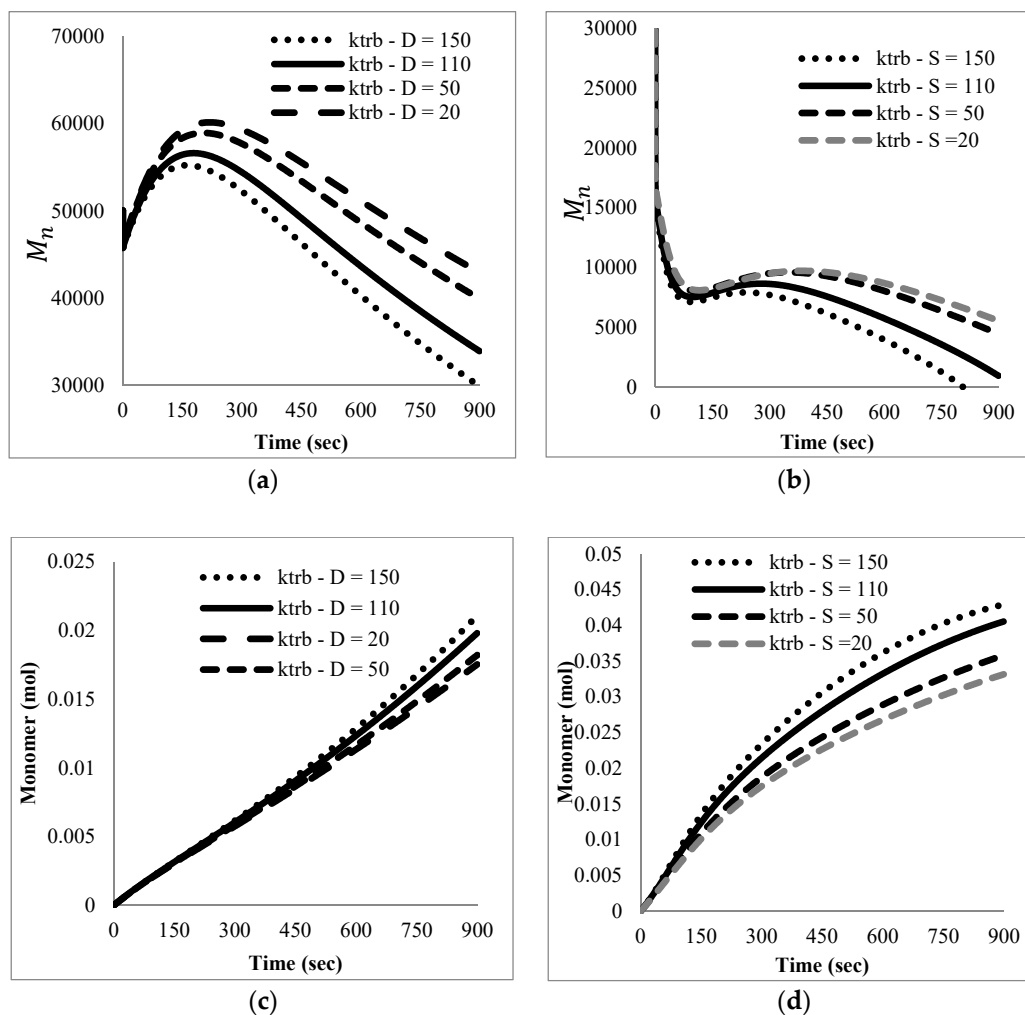 70000
60000
50000
40000
30000
Mn
ktrb - D = 150
ktrb - D = 110
ktrb - D = 50
ktrb - D = 20
0 150 300 450 600 750 900
Time (sec)
(a)
30000
25000
20000
15000
10000
5000
0
Mn
ktrb - S = 150
ktrb - S = 110
ktrb - S = 50
ktrb - S =20
0 150 300 450 600 750 900
Time (sec)
(b)
0.025
0.02
0.015
0.01
0.005
0
Monomer (mol)
ktrb - D = 150
ktrb - D = 110
ktrb - D = 20
ktrb - D = 50
0 150 300 450 600 750 900
Time (sec)
(c)
0.05
0.045
0.04
0.035
0.03
0.025
0.02
0.015
0.01
0.005
0
Monomer (mol)
ktrb - S = 150
ktrb - S = 110
ktrb - S = 50
ktrb - S =20
0 150 300 450 600 750 900
Time (sec)
(d)